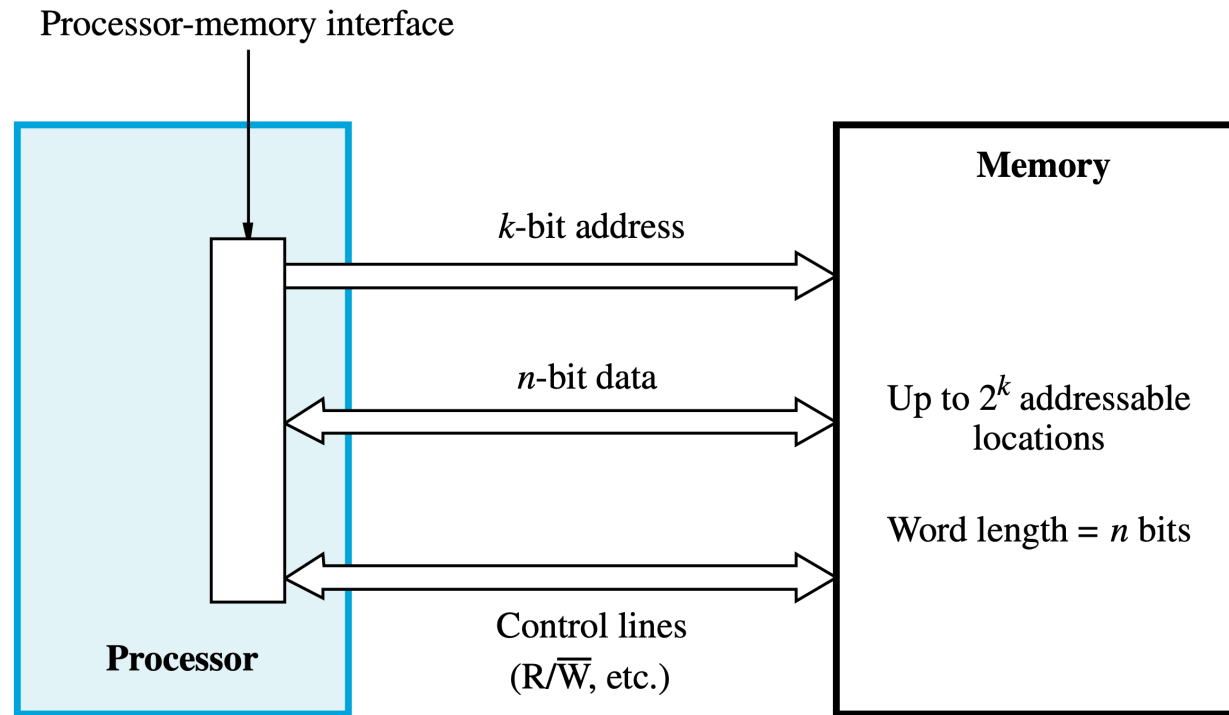 Processor-memory interface
Memory
k-bit address
n-bit data
Up to 2^k addressable
locations
Word length = n bits
Control lines
(R/W̅, etc.)
Processor